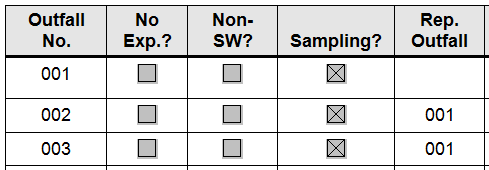 Outfall No. No Exp.? Non-SW? Sampling? Rep. Outfall
001 ☐ ☐ ☒
002 ☐ ☐ ☒ 001
003 ☐ ☐ ☒ 001